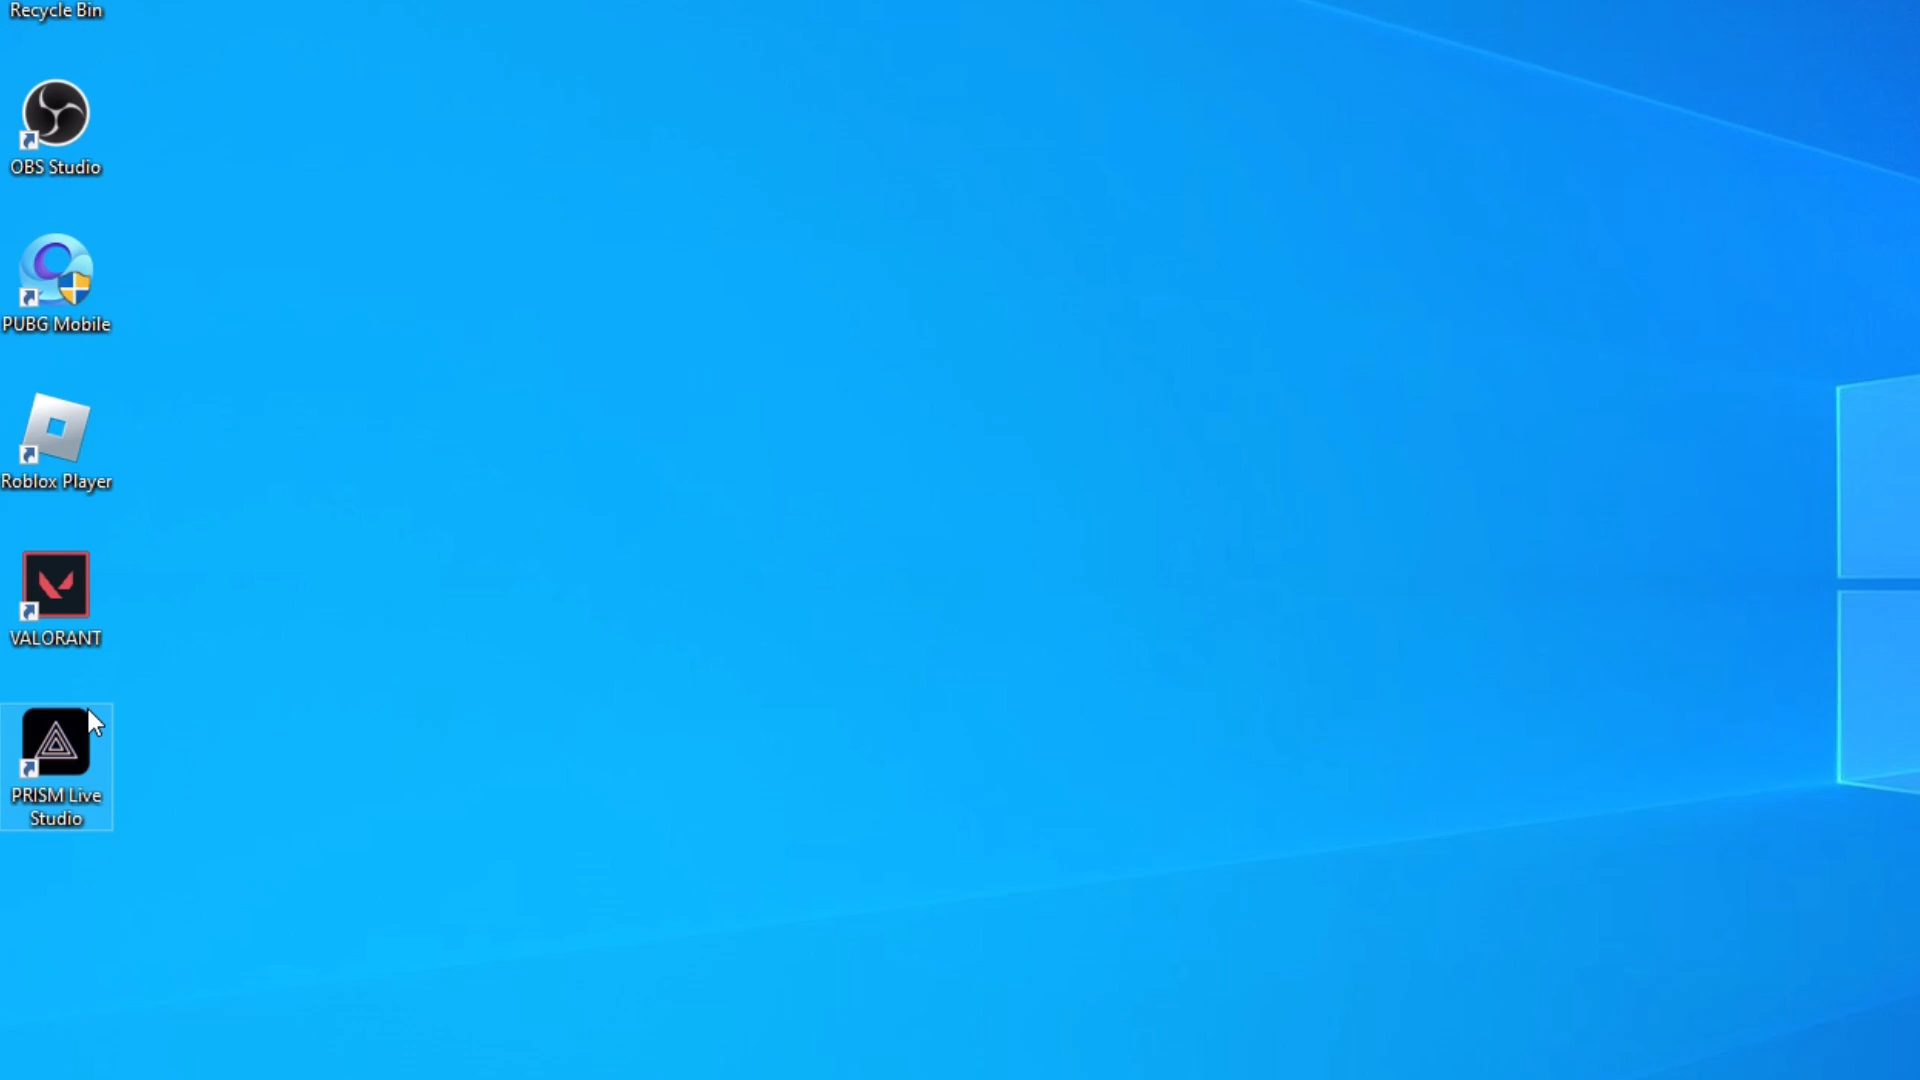 Recycle Bin
OBS Studio
PUBG Mobile
Roblox Player
VALORANT
PRISM Live
Studio